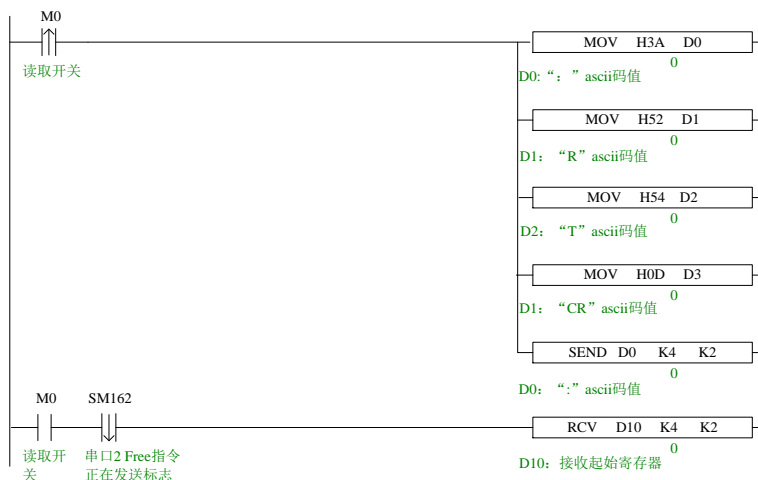 M0
读取开关
MOV H3A D0
0
D0:“：”ascii码值
MOV H52 D1
0
D1：“R”ascii码值
MOV H54 D2
0
D2：“T”ascii码值
MOV H0D D3
0
D1：“CR”ascii码值
SEND D0 K4 K2
0
D0：“:”ascii码值
M0 SM162
读取开
关
串口2 Free指令
正在发送标志
RCV D10 K4 K2
0
D10：接收起始寄存器